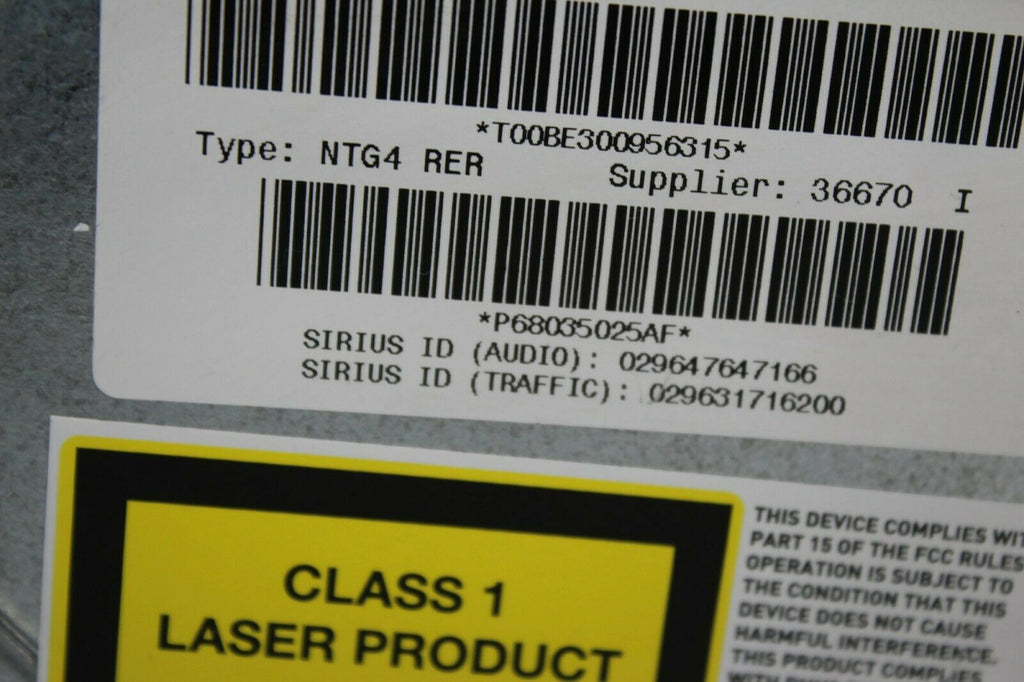 *T00BE300956315*
Type: NTG4 RER Supplier: 36670 I
*P68035025AF*
SIRIUS ID (AUDIO): 029647647166
SIRIUS ID (TRAFFIC): 029631716200
CLASS 1
LASER PRODUCT
THIS DEVICE COMPLIES WIT
PART 15 OF THE FCC RULES
OPERATION IS SUBJECT TO
THE CONDITION THAT THIS
DEVICE DOES NOT CAUSE
HARMFUL INTERFERENCE.
THIS PRODUCT COMPLIES
WITH